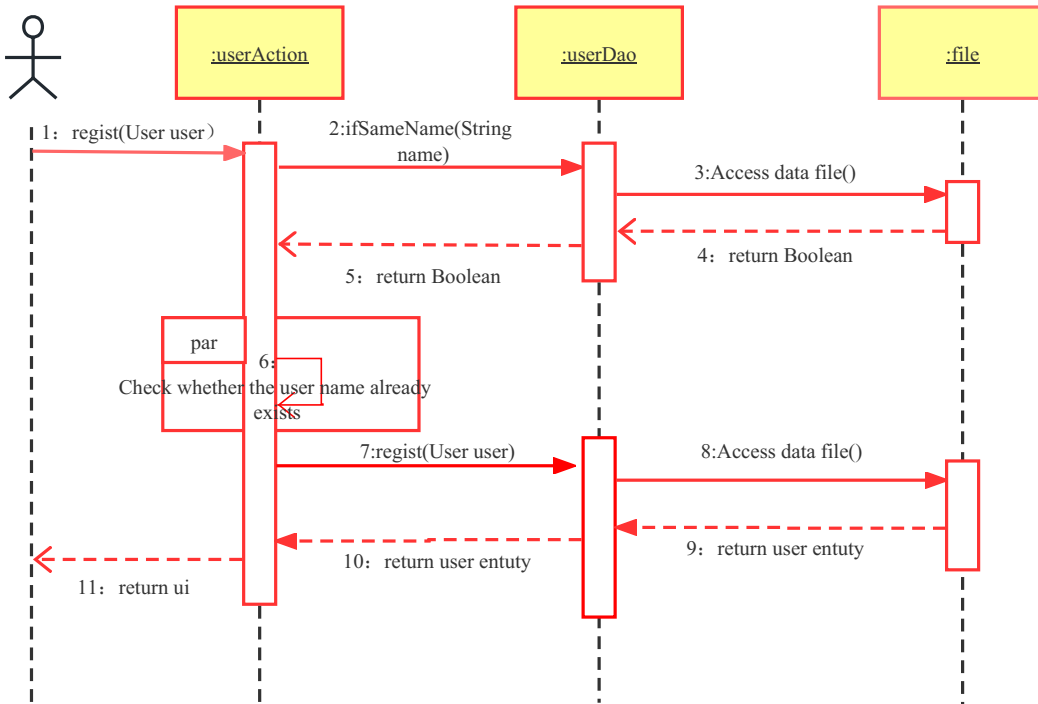 :userAction
:userDao
:file
1：regist(User user）
2:ifSameName(String
name)
3:Access data file()
4：return Boolean
5：return Boolean
par
6：
Check whether the user name already
exists
7:regist(User user)
8:Access data file()
9：return user entuty
10：return user entuty
11：return ui